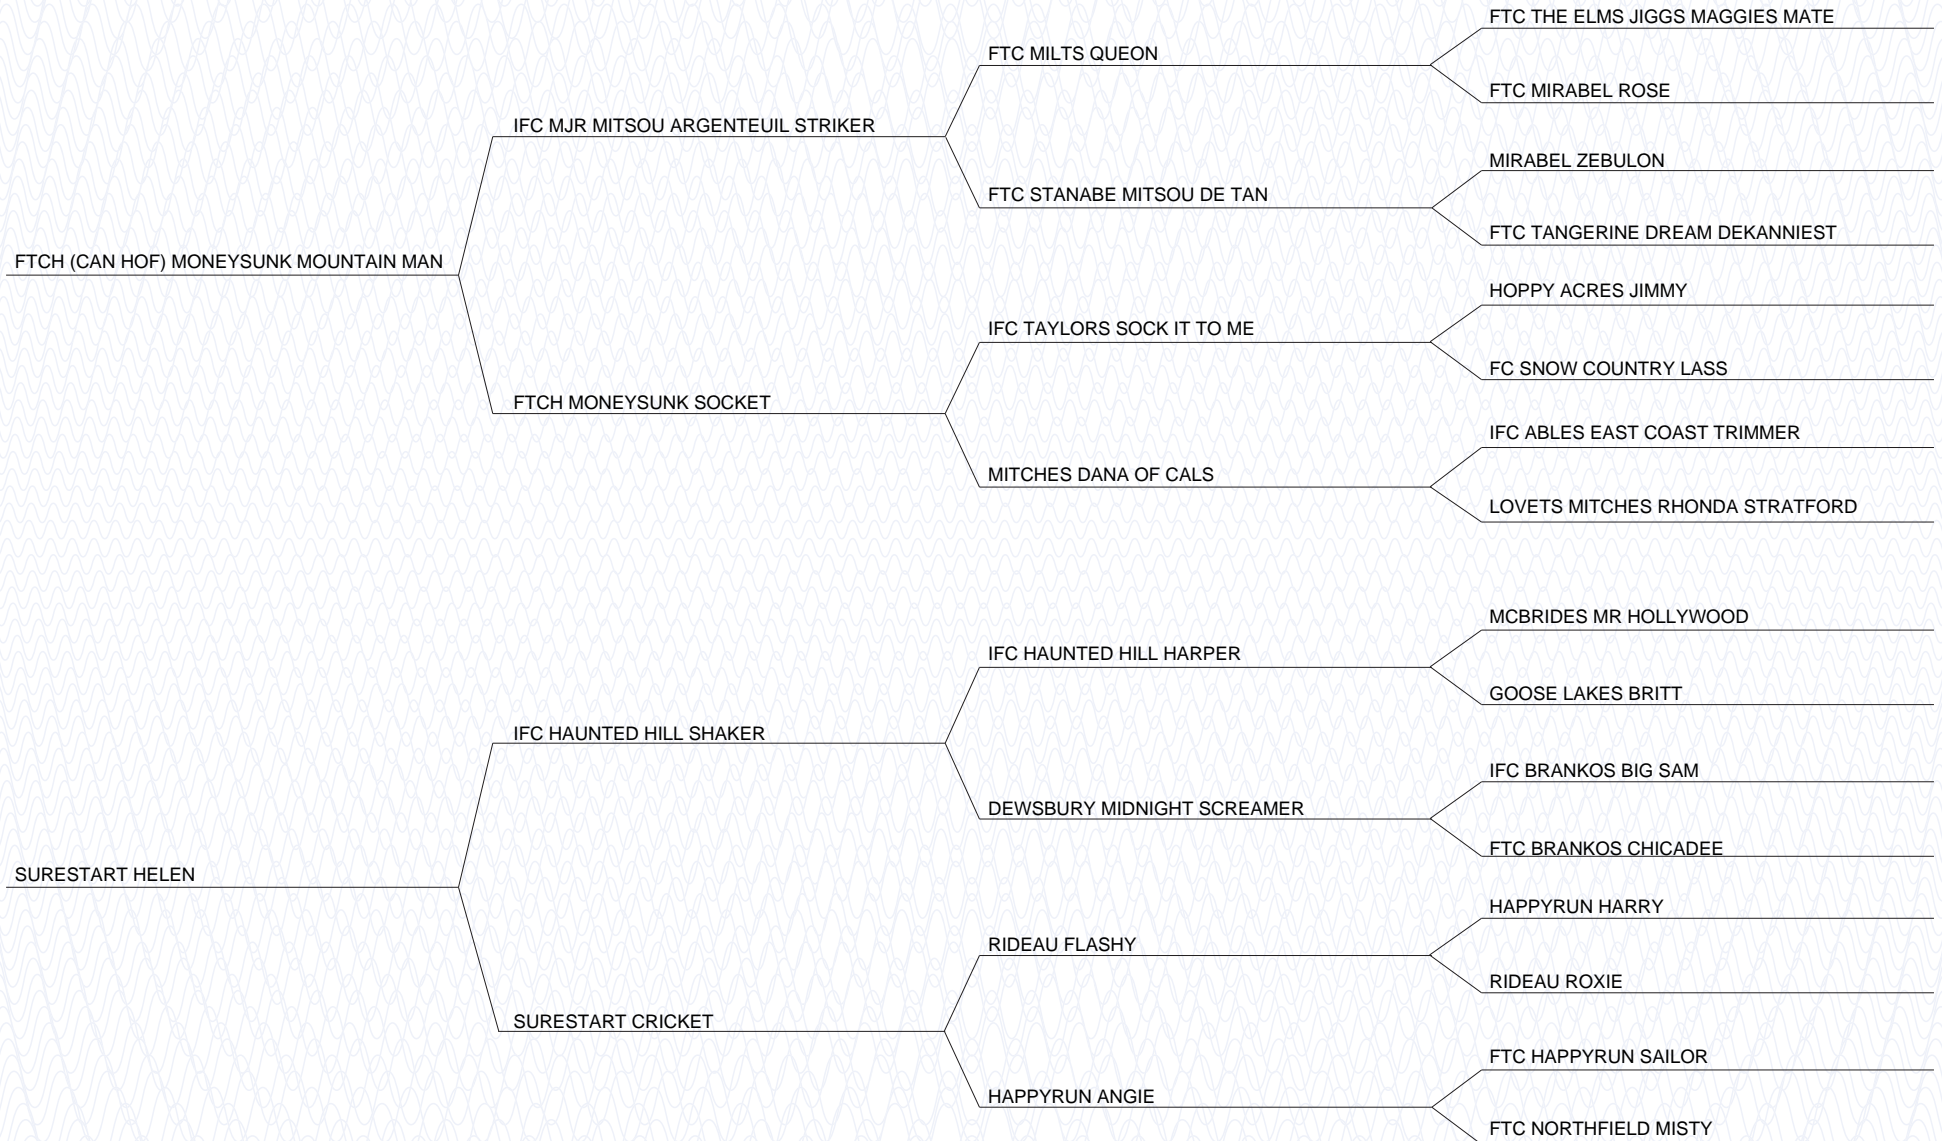 FTC THE ELMS JIGGS MAGGIES MATE
FTC MILTS QUEON
FTC MIRABEL ROSE
IFC MJR MITSOU ARGENTEUIL STRIKER
MIRABEL ZEBULON
FTC STANABE MITSOU DE TAN
FTC TANGERINE DREAM DEKANNIEST
FTCH (CAN HOF) MONEYSUNK MOUNTAIN MAN
HOPPY ACRES JIMMY
IFC TAYLORS SOCK IT TO ME
FC SNOW COUNTRY LASS
FTCH MONEYSUNK SOCKET
IFC ABLES EAST COAST TRIMMER
MITCHES DANA OF CALS
LOVETS MITCHES RHONDA STRATFORD
MCBRIDES MR HOLLYWOOD
IFC HAUNTED HILL HARPER
GOOSE LAKES BRITT
IFC HAUNTED HILL SHAKER
IFC BRANKOS BIG SAM
DEWSBURY MIDNIGHT SCREAMER
FTC BRANKOS CHICADEE
SURESTART HELEN
HAPPYRUN HARRY
RIDEAU FLASHY
RIDEAU ROXIE
SURESTART CRICKET
FTC HAPPYRUN SAILOR
HAPPYRUN ANGIE
FTC NORTHFIELD MISTY